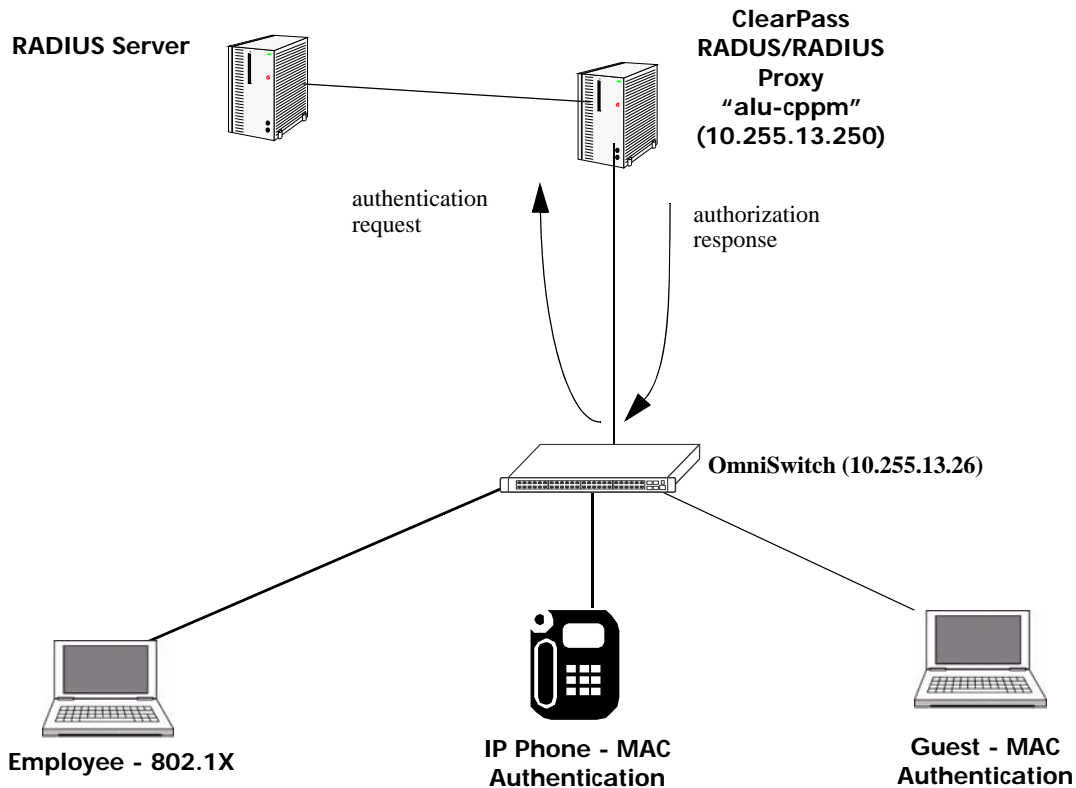 RADIUS Server
ClearPass
RADUS/RADIUS
Proxy
“alu-cppm”
(10.255.13.250)
authentication
request
authorization
response
OmniSwitch (10.255.13.26)
Employee - 802.1X
IP Phone - MAC
Authentication
Guest - MAC
Authentication